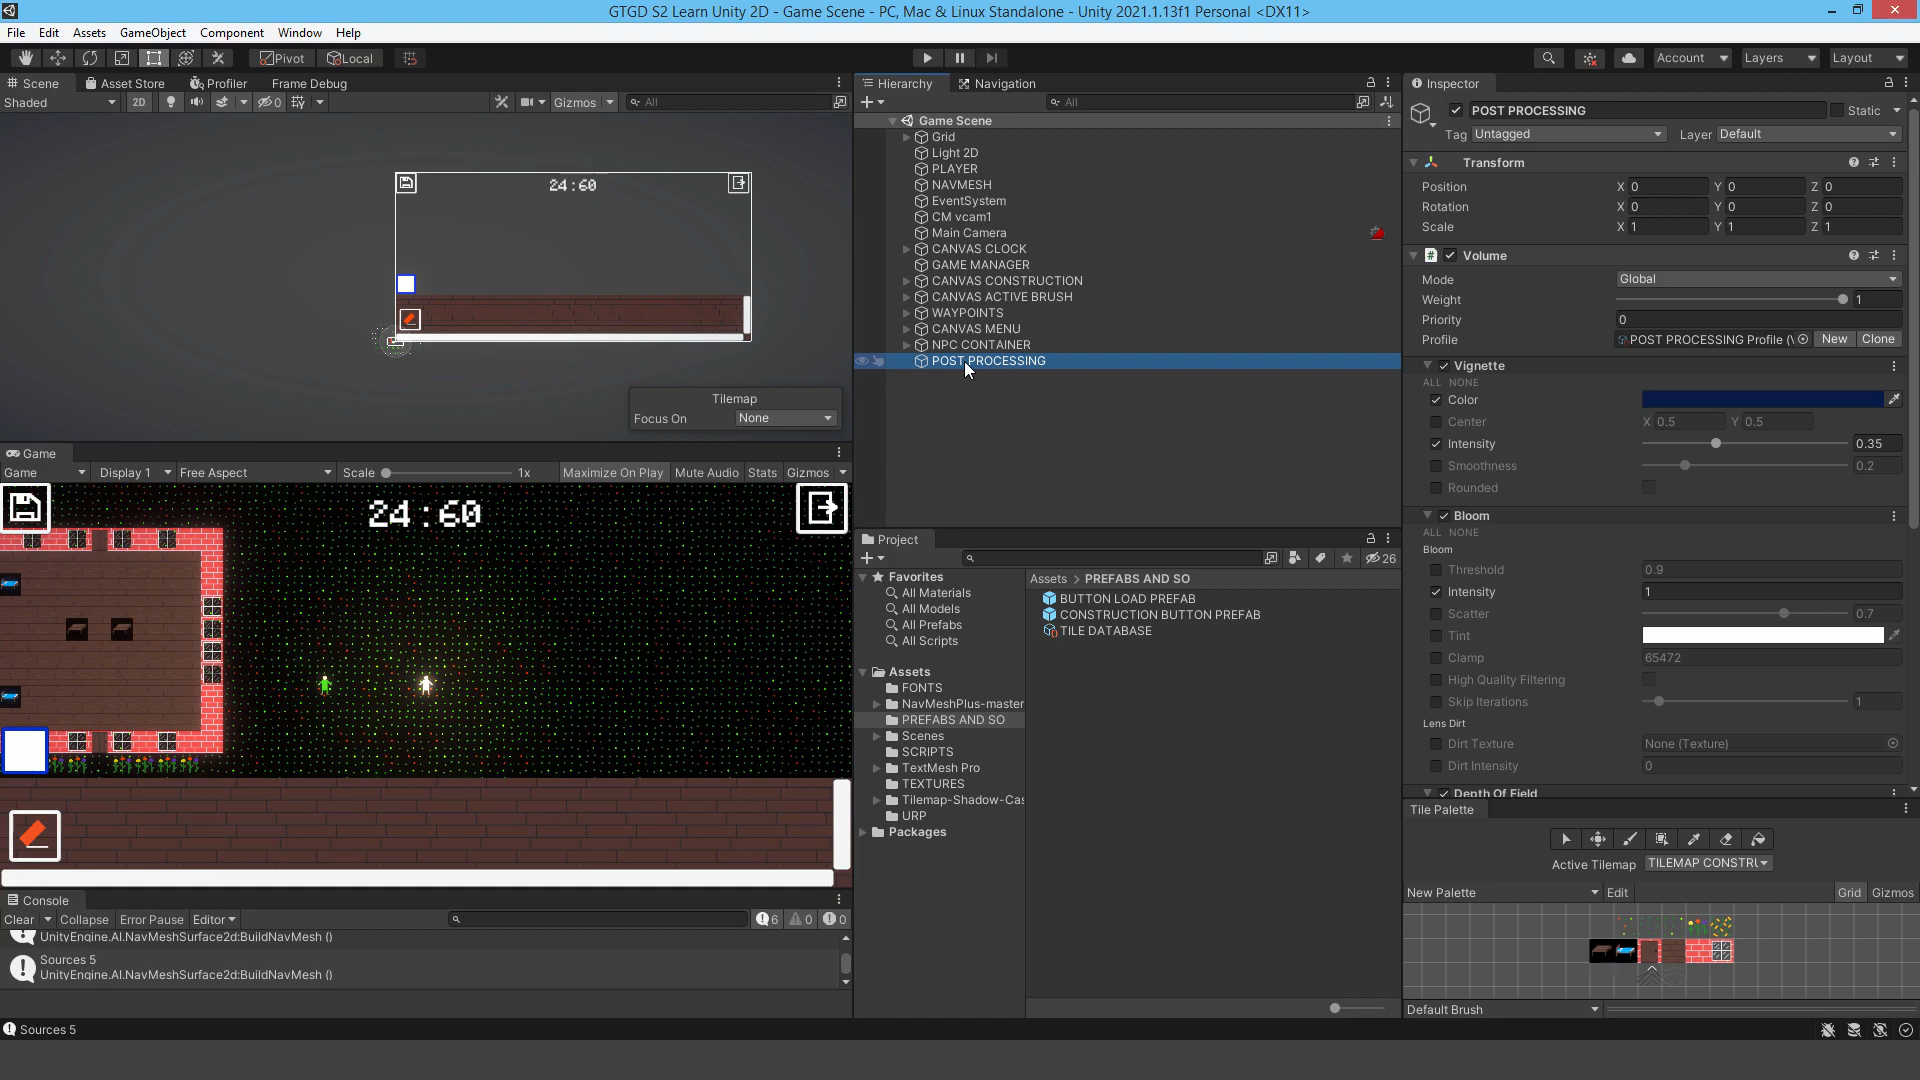 GTGD S2 Learn Unity 2D - Game Scene - PC, Mac & Linux Standalone - Unity 2021.1.13f1 Personal <DX11>
File Edit Assets GameObject Component Window Help
Pivot Local
Account Layers Layout
Scene Asset Store Profiler Frame Debug
Shaded 2D 0 Gizmos All
24:60
Tilemap
Focus On None
Game
Game Display 1 Free Aspect Scale 1x Maximize On Play Mute Audio Stats Gizmos
24:60
Console
Clear Collapse Error Pause Editor 6 0 0
UnityEngine.AI.NavMeshSurface2d:BuildNavMesh ()
Sources 5
UnityEngine.AI.NavMeshSurface2d:BuildNavMesh ()
Sources 5
Hierarchy Navigation
All
Game Scene
Grid
Light 2D
PLAYER
NAVMESH
EventSystem
CM vcam1
Main Camera
CANVAS CLOCK
GAME MANAGER
CANVAS CONSTRUCTION
CANVAS ACTIVE BRUSH
WAYPOINTS
CANVAS MENU
NPC CONTAINER
POST PROCESSING
Project
26
Favorites
All Materials
All Models
All Prefabs
All Scripts
Assets
FONTS
NavMeshPlus-master
PREFABS AND SO
Scenes
SCRIPTS
TextMesh Pro
TEXTURES
Tilemap-Shadow-Cas
URP
Packages
Assets > PREFABS AND SO
BUTTON LOAD PREFAB
CONSTRUCTION BUTTON PREFAB
TILE DATABASE
Inspector
POST PROCESSING Static
Tag Untagged Layer Default
Transform
Position X 0 Y 0 Z 0
Rotation X 0 Y 0 Z 0
Scale X 1 Y 1 Z 1
Volume
Mode Global
Weight 1
Priority 0
Profile POST PROCESSING Profile (V New Clone
Vignette
ALL NONE
Color
Center X 0.5 Y 0.5
Intensity 0.35
Smoothness 0.2
Rounded
Bloom
ALL NONE
Bloom
Threshold 0.9
Intensity 1
Scatter 0.7
Tint
Clamp 65472
High Quality Filtering
Skip Iterations 1
Lens Dirt
Dirt Texture None (Texture)
Dirt Intensity 0
Depth Of Field
Tile Palette
Active Tilemap TILEMAP CONSTRU
New Palette Edit Grid Gizmos
Default Brush